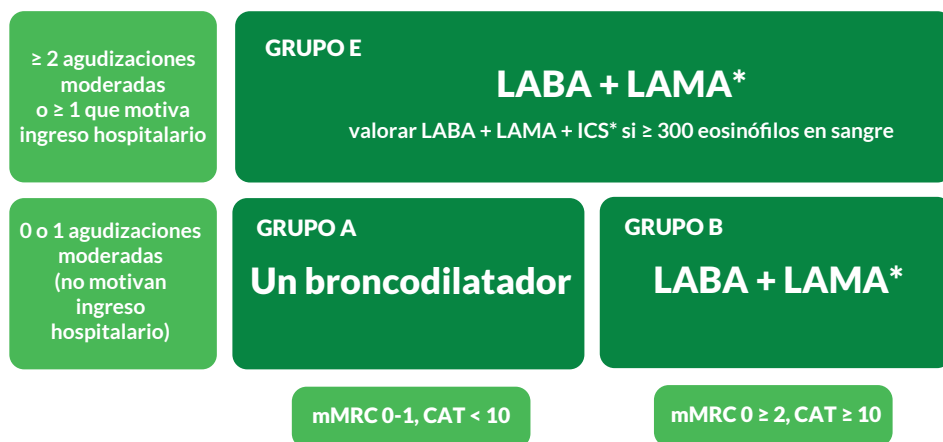 ≥ 2 agudizaciones
moderadas
o ≥ 1 que motiva
ingreso hospitalario
GRUPO E
LABA + LAMA*
valorar LABA + LAMA + ICS* si ≥ 300 eosinófilos en sangre
0 o 1 agudizaciones
moderadas
(no motivan
ingreso
hospitalario)
GRUPO A
Un broncodilatador
GRUPO B
LABA + LAMA*
mMRC 0-1, CAT < 10
mMRC 0 ≥ 2, CAT ≥ 10